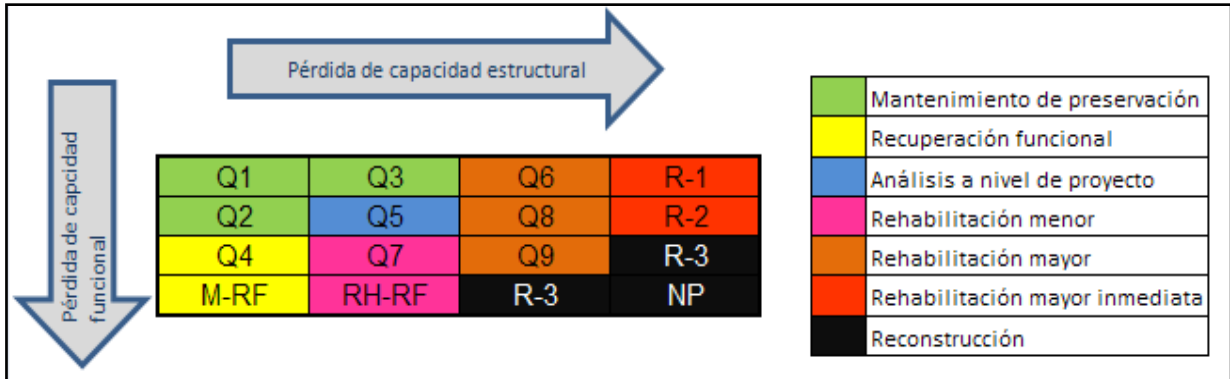 Pérdida de capacidad estructural
Pérdida de capcidad
funcional
Q1 Q3 Q6 R-1
Q2 Q5 Q8 R-2
Q4 Q7 Q9 R-3
M-RF RH-RF R-3 NP
Mantenimiento de preservación
Recuperación funcional
Análisis a nivel de proyecto
Rehabilitación menor
Rehabilitación mayor
Rehabilitación mayor inmediata
Reconstrucción